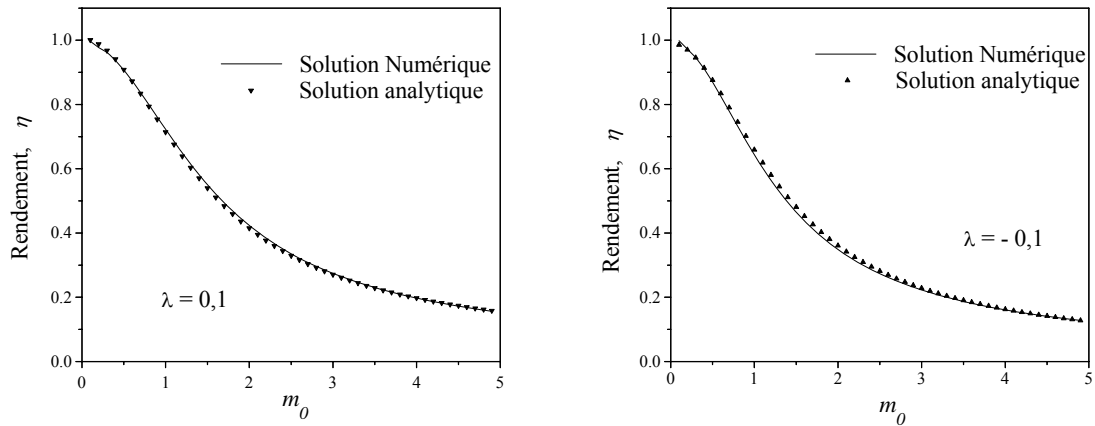 1.0
0.8
0.6
0.4
0.2
0.0
Rendement, η
Solution Numérique
Solution analytique
λ = 0,1
0 1 2 3 4 5
m0
1.0
0.8
0.6
0.4
0.2
0.0
Rendement, η
Solution Numérique
Solution analytique
λ = - 0,1
0 1 2 3 4 5
m0